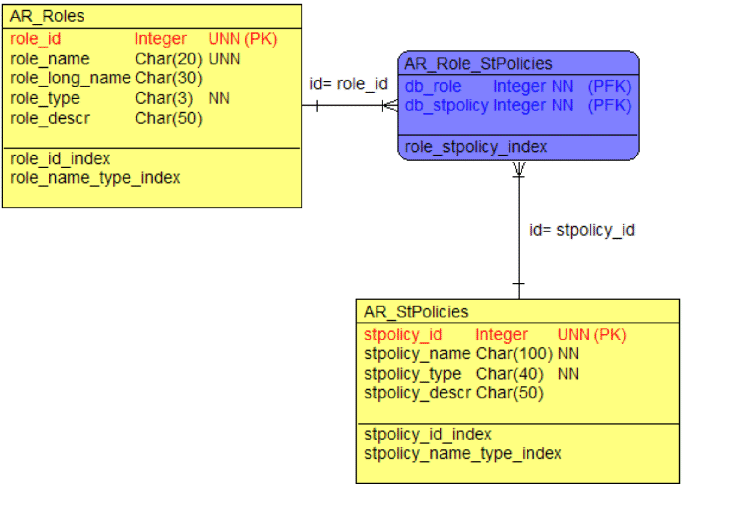 AR_Roles
role_id Integer UNN (PK)
role_name Char(20) UNN
role_long_name Char(30)
role_type Char(3) NN
role_descr Char(50)
role_id_index
role_name_type_index
id= role_id
AR_Role_StPolicies
db_role Integer NN (PFK)
db_stpolicy Integer NN (PFK)
role_stpolicy_index
id= stpolicy_id
AR_StPolicies
stpolicy_id Integer UNN (PK)
stpolicy_name Char(100) NN
stpolicy_type Char(40) NN
stpolicy_descr Char(50)
stpolicy_id_index
stpolicy_name_type_index